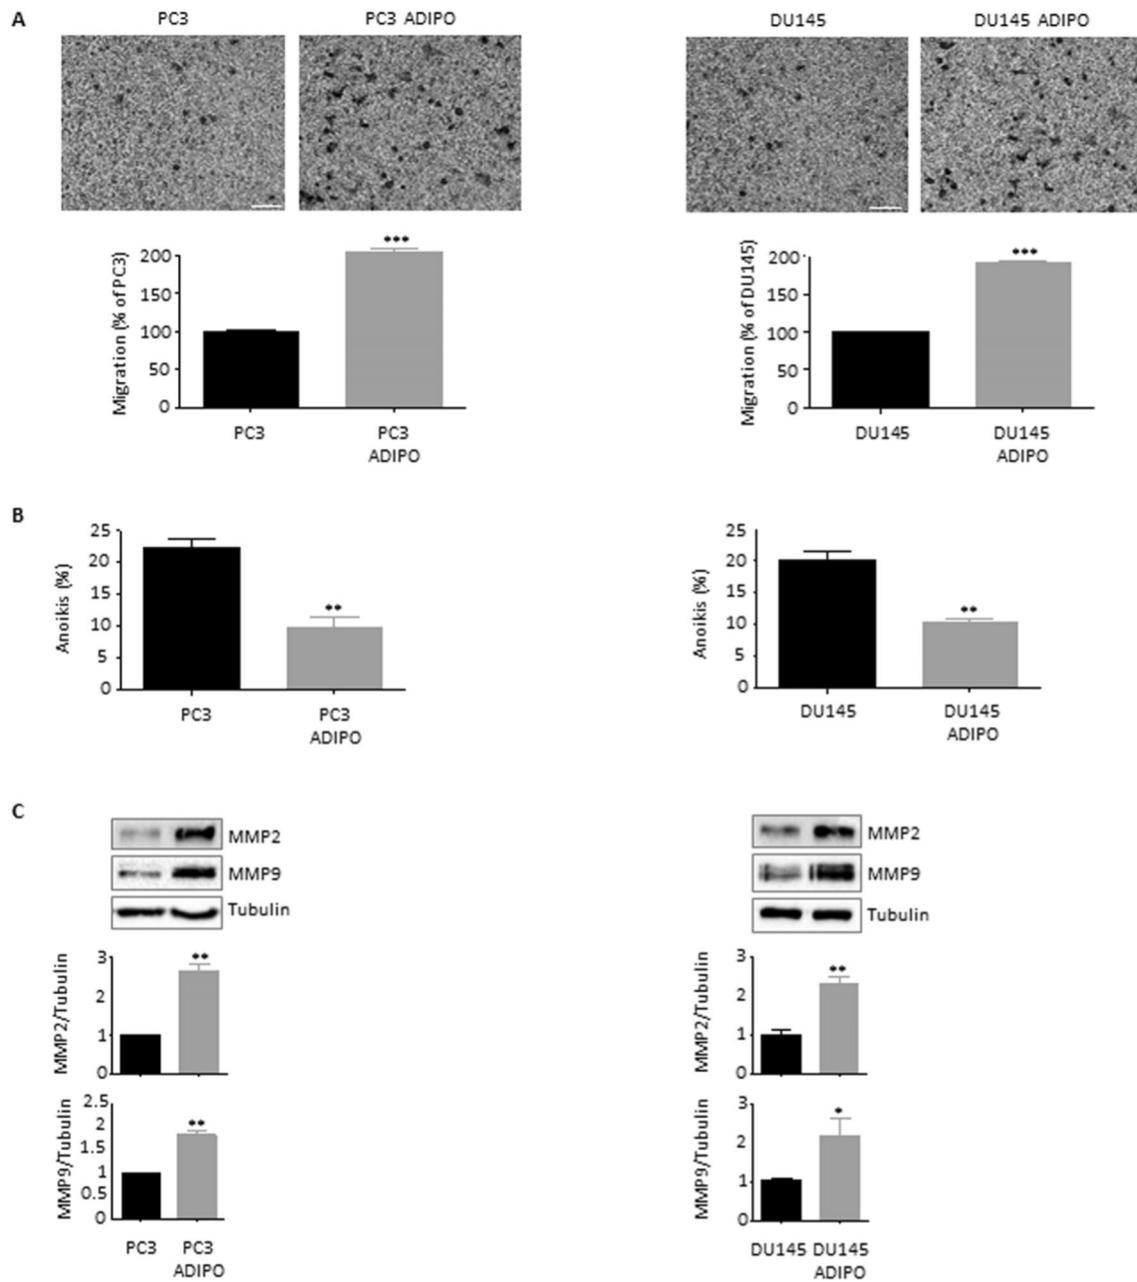 A
PC3
PC3 ADIPO
DU145
DU145 ADIPO
Migration (% of PC3)
200
150
100
50
0
***
PC3
PC3
ADIPO
Migration (% of DU145)
200
150
100
50
0
***
DU145
DU145
ADIPO
B
Anoikis (%)
25
20
15
10
5
0
**
PC3
PC3
ADIPO
Anoikis (%)
25
20
15
10
5
0
**
DU145
DU145
ADIPO
C
MMP2
MMP9
Tubulin
MMP2/Tubulin
3
2
1
0
**
MMP9/Tubulin
2.5
2
1.5
1
0.5
0
**
PC3
PC3
ADIPO
MMP2
MMP9
Tubulin
MMP2/Tubulin
3
2
1
0
**
MMP9/Tubulin
3
2
1
0
*
DU145
DU145
ADIPO